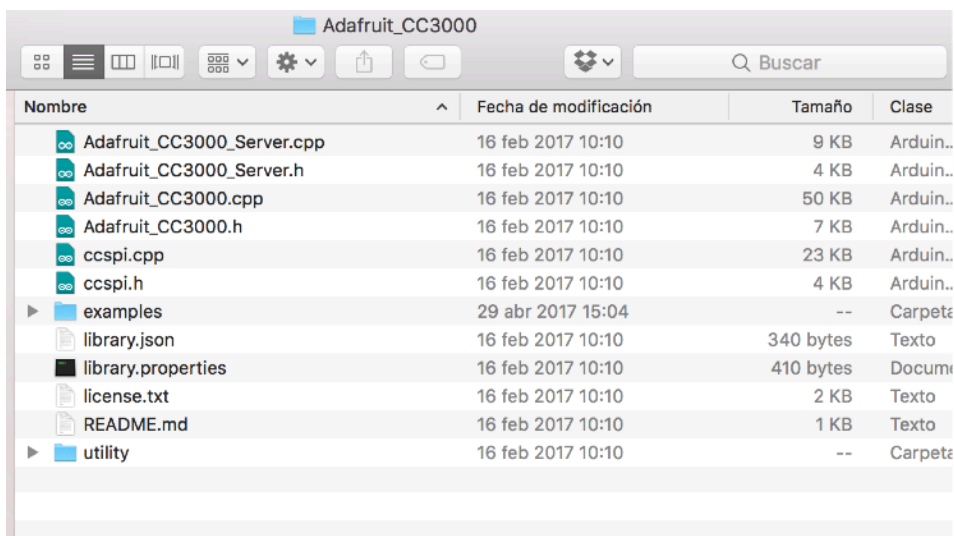 Adafruit_CC3000
Buscar
Nombre Fecha de modificación Tamaño Clase
Adafruit_CC3000_Server.cpp 16 feb 2017 10:10 9 KB Arduin..
Adafruit_CC3000_Server.h 16 feb 2017 10:10 4 KB Arduin..
Adafruit_CC3000.cpp 16 feb 2017 10:10 50 KB Arduin..
Adafruit_CC3000.h 16 feb 2017 10:10 7 KB Arduin..
ccspi.cpp 16 feb 2017 10:10 23 KB Arduin..
ccspi.h 16 feb 2017 10:10 4 KB Arduin..
examples 29 abr 2017 15:04 -- Carpeta
library.json 16 feb 2017 10:10 340 bytes Texto
library.properties 16 feb 2017 10:10 410 bytes Docume
license.txt 16 feb 2017 10:10 2 KB Texto
README.md 16 feb 2017 10:10 1 KB Texto
utility 16 feb 2017 10:10 -- Carpeta